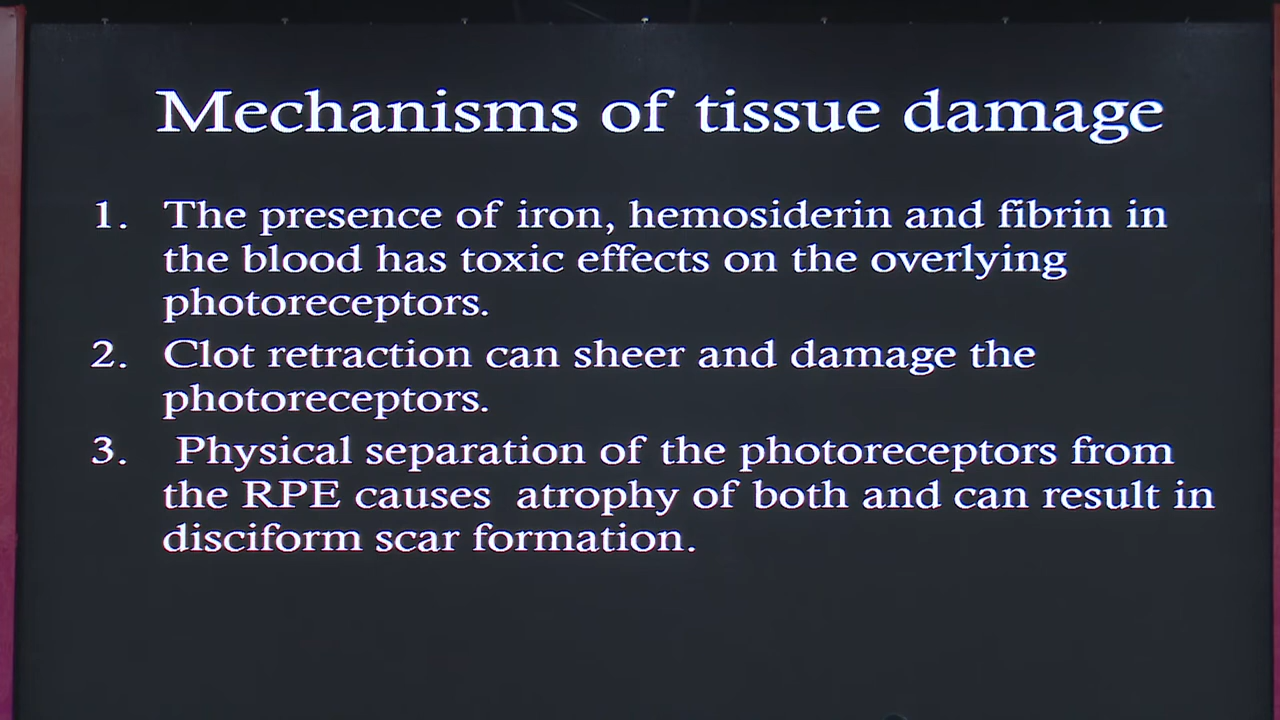 Mechanisms of tissue damage
1. The presence of iron, hemosiderin and fibrin in
the blood has toxic effects on the overlying
photoreceptors.
2. Clot retraction can sheer and damage the
photoreceptors.
3. Physical separation of the photoreceptors from
the RPE causes atrophy of both and can result in
disciform scar formation.